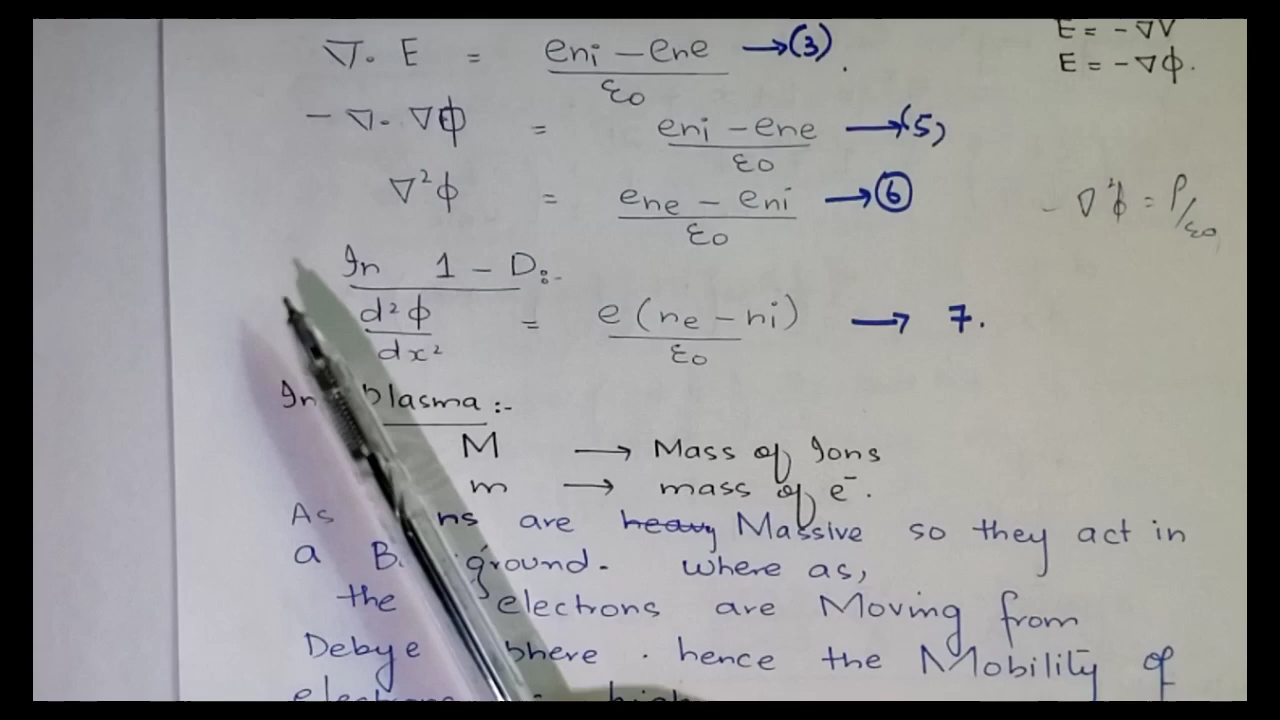 E = -∇V
∇. E = eni - ene / ε0 →(3).
E = -∇ϕ.
- ∇. ∇ϕ = eni - ene / ε0 →(5)
∇²ϕ = ene - eni / ε0 → 6
- ∇²ϕ = ρ/ε0
In 1 - D:-
d²ϕ / dx² = e(ne - ni) / ε0 → 7.
In plasma :-
M → Mass of Ions
m → mass of e⁻.
As are heavy Massive so they act in
a ground. where as,
the electrons are Moving from
Debye sphere . hence the Mobility of